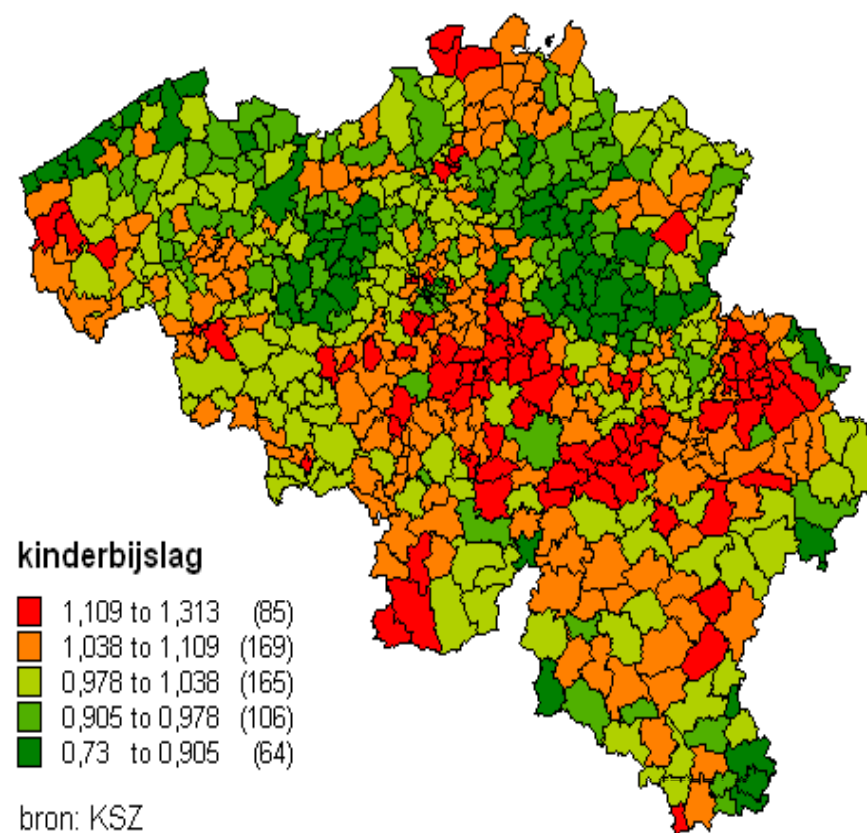 kinderbijslag
1,109 to 1,313 (85)
1,038 to 1,109 (169)
0,978 to 1,038 (165)
0,905 to 0,978 (106)
0,73 to 0,905 (64)
bron: KSZ